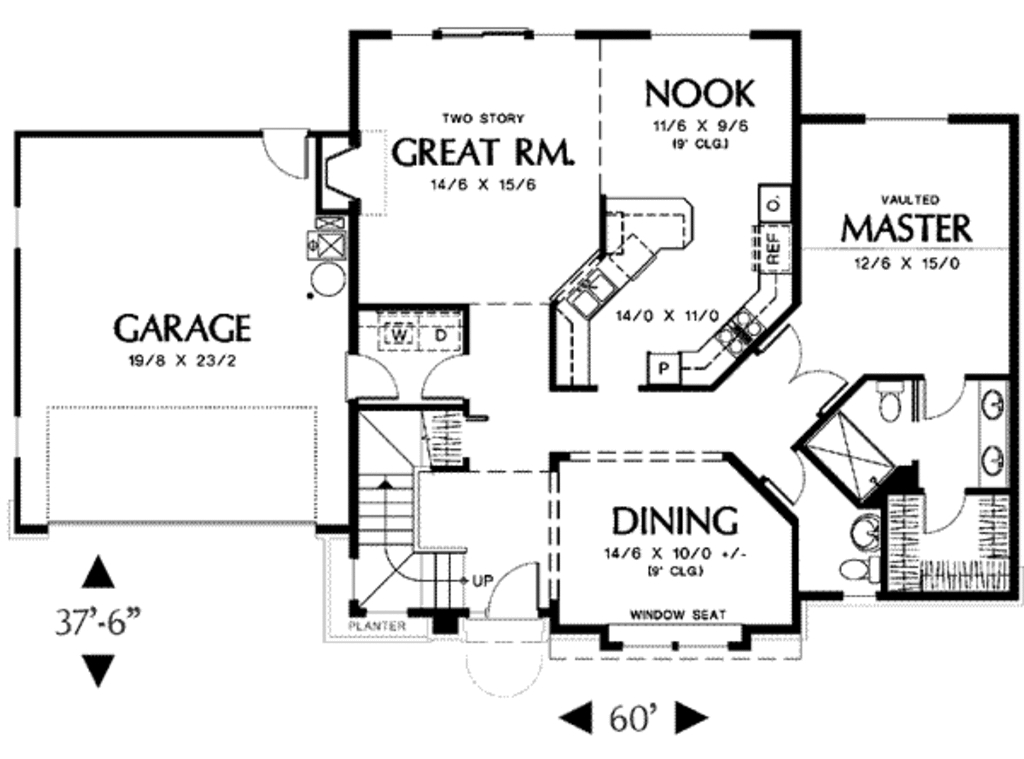 NOOK
11/6 X 9/6
(9' CLG.)
TWO STORY
GREAT RM.
14/6 X 15/6
VAULTED
MASTER
12/6 X 15/0
O.
REF
GARAGE
19/8 X 23/2
W
D
14/0 X 11/0
P
DINING
14/6 X 10/0 +/-
(9' CLG.)
UP
WINDOW SEAT
PLANTER
37'-6"
60'